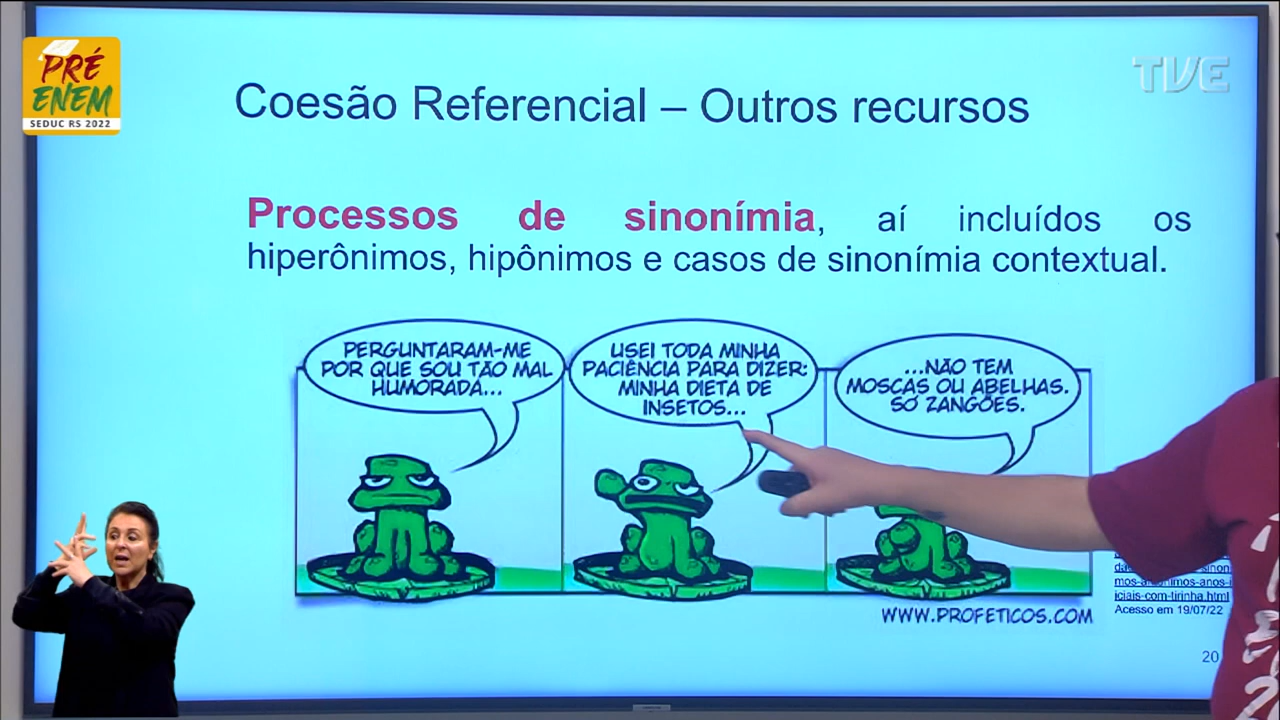 PRÉ
ENEM
SEDUC RS 2022
TVE
Coesão Referencial – Outros recursos
Processos de sinonímia, aí incluídos os
hiperônimos, hipônimos e casos de sinonímia contextual.
PERGUNTARAM-ME
POR QUE SOU TÃO MAL
HUMORADA...
USEI TODA MINHA
PACIÊNCIA PARA DIZER:
MINHA DIETA DE
INSETOS...
...NÃO TEM
MOSCAS OU ABELHAS.
SÓ ZANGÕES.
iciais-com-tirinha.html
Acesso em 19/07/22
WWW.PROFETICOS.COM
20